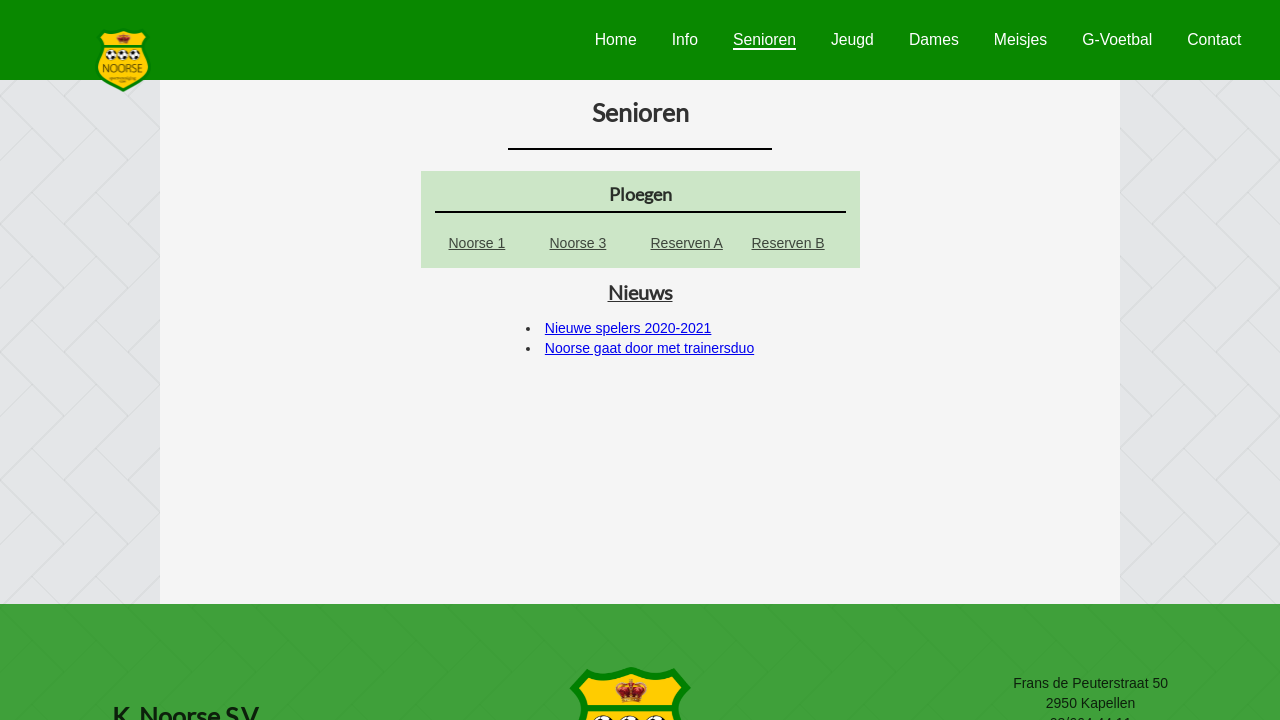 NOORSE
Home Info Senioren Jeugd Dames Meisjes G-Voetbal Contact
Senioren
Ploegen
Noorse 1 Noorse 3 Reserven A Reserven B
Nieuws
Nieuwe spelers 2020-2021
Noorse gaat door met trainersduo
K. Noorse S.V.
Frans de Peuterstraat 50
2950 Kapellen